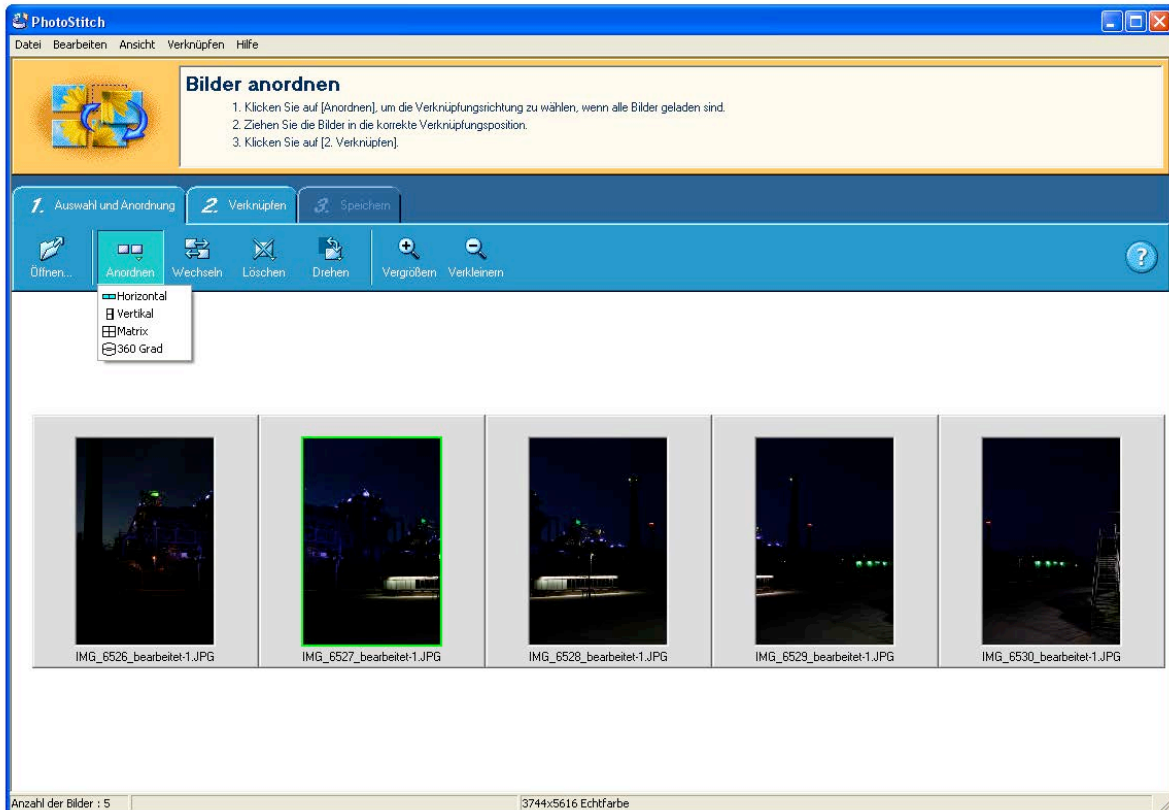 PhotoStitch
Datei Bearbeiten Ansicht Verknüpfen Hilfe
Bilder anordnen
1. Klicken Sie auf [Anordnen], um die Verknüpfungsrichtung zu wählen, wenn alle Bilder geladen sind.
2. Ziehen Sie die Bilder in die korrekte Verknüpfungsposition.
3. Klicken Sie auf [2. Verknüpfen].
1. Auswahl und Anordnung 2. Verknüpfen 3. Speichern
Öffnen... Anordnen Wechseln Löschen Drehen Vergrößern Verkleinern ?
Horizontal
Vertikal
Matrix
360 Grad
IMG_6526_bearbeitet-1.JPG IMG_6527_bearbeitet-1.JPG IMG_6528_bearbeitet-1.JPG IMG_6529_bearbeitet-1.JPG IMG_6530_bearbeitet-1.JPG
Anzahl der Bilder : 5 3744x5616 Echtfarbe